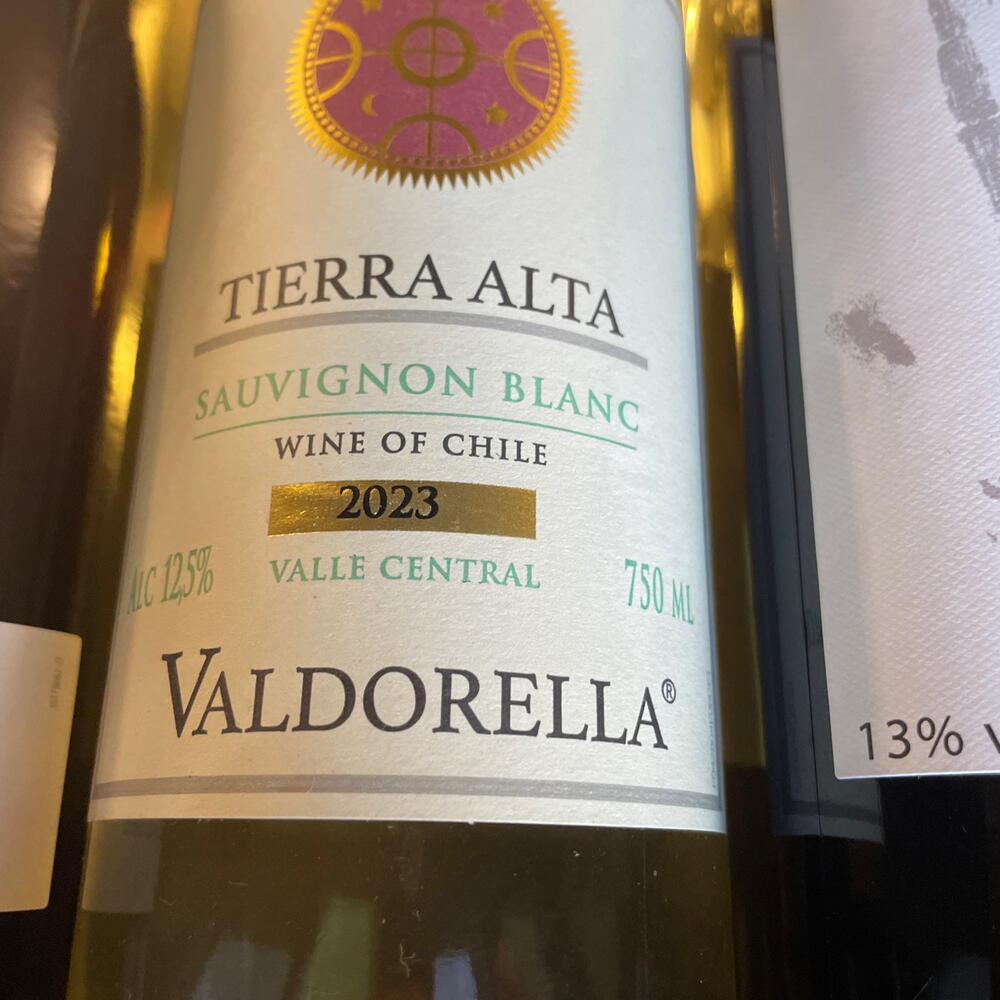 TIERRA ALTA
SAUVIGNON BLANC
WINE OF CHILE
2023
ALC 12,5%
VALLE CENTRAL
750 ML
VALDORELLA®
13%